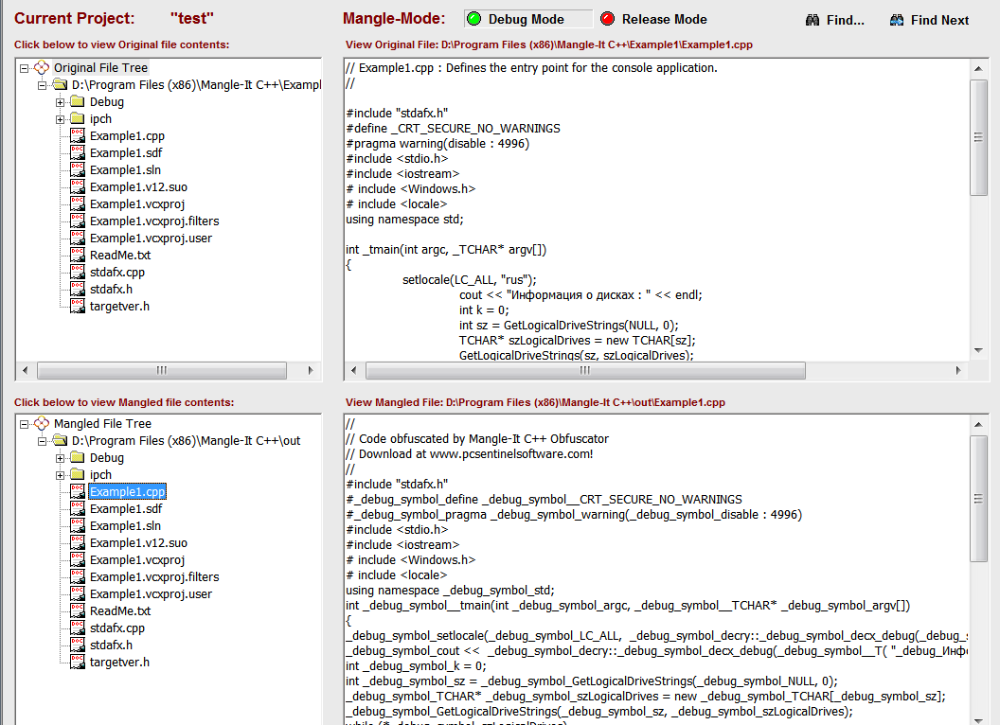 Current Project: "test" Mangle-Mode: Debug Mode Release Mode Find... Find Next
Click below to view Original file contents:
Original File Tree
D:\Program Files (x86)\Mangle-It C++\Exampl
Debug
ipch
Example1.cpp
Example1.sdf
Example1.sln
Example1.v12.suo
Example1.vcxproj
Example1.vcxproj.filters
Example1.vcxproj.user
ReadMe.txt
stdafx.cpp
stdafx.h
targetver.h
View Original File: D:\Program Files (x86)\Mangle-It C++\Example1\Example1.cpp
// Example1.cpp : Defines the entry point for the console application.
//
#include "stdafx.h"
#define _CRT_SECURE_NO_WARNINGS
#pragma warning(disable : 4996)
#include <stdio.h>
#include <iostream>
# include <Windows.h>
# include <locale>
using namespace std;
int _tmain(int argc, _TCHAR* argv[])
{
setlocale(LC_ALL, "rus");
cout << "Информация о дисках : " << endl;
int k = 0;
int sz = GetLogicalDriveStrings(NULL, 0);
TCHAR* szLogicalDrives = new TCHAR[sz];
GetLogicalDriveStrings(sz, szLogicalDrives);
Click below to view Mangled file contents:
Mangled File Tree
D:\Program Files (x86)\Mangle-It C++\out
Debug
ipch
Example1.cpp
Example1.sdf
Example1.sln
Example1.v12.suo
Example1.vcxproj
Example1.vcxproj.filters
Example1.vcxproj.user
ReadMe.txt
stdafx.cpp
stdafx.h
targetver.h
View Mangled File: D:\Program Files (x86)\Mangle-It C++\out\Example1.cpp
//
// Code obfuscated by Mangle-It C++ Obfuscator
// Download at www.pcsentinelsoftware.com!
//
#include "stdafx.h"
#_debug_symbol_define _debug_symbol__CRT_SECURE_NO_WARNINGS
#_debug_symbol_pragma _debug_symbol_warning(_debug_symbol_disable : 4996)
#include <stdio.h>
#include <iostream>
# include <Windows.h>
# include <locale>
using namespace _debug_symbol_std;
int _debug_symbol__tmain(int _debug_symbol_argc, _debug_symbol__TCHAR* _debug_symbol_argv[])
{
_debug_symbol_setlocale(_debug_symbol_LC_ALL, _debug_symbol_decry::_debug_symbol_decx_debug(_debug_s
_debug_symbol_cout << _debug_symbol_decry::_debug_symbol_decx_debug(_debug_symbol__T( "_debug_Инфо
int _debug_symbol_k = 0;
int _debug_symbol_sz = _debug_symbol_GetLogicalDriveStrings(_debug_symbol_NULL, 0);
_debug_symbol_TCHAR* _debug_symbol_szLogicalDrives = new _debug_symbol_TCHAR[_debug_symbol_sz];
_debug_symbol_GetLogicalDriveStrings(_debug_symbol_sz, _debug_symbol_szLogicalDrives);
while (*_debug_symbol_szLogicalDrives)